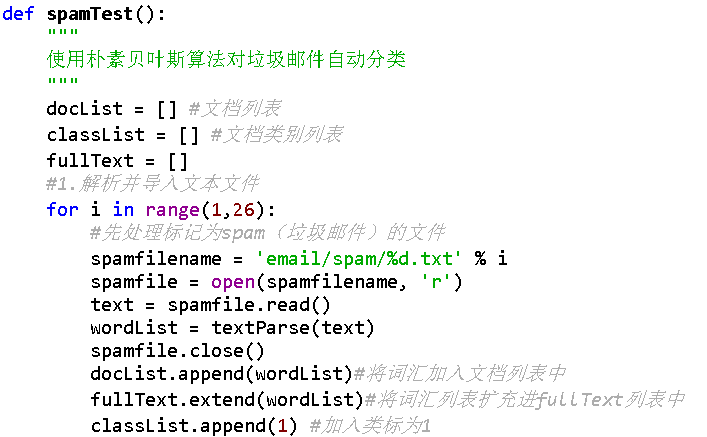 def spamTest():
    """
    使用朴素贝叶斯算法对垃圾邮件自动分类
    """
    docList = [] #文档列表
    classList = [] #文档类别列表
    fullText = []
    #1.解析并导入文本文件
    for i in range(1,26):
        #先处理标记为spam（垃圾邮件）的文件
        spamfilename = 'email/spam/%d.txt' % i
        spamfile = open(spamfilename, 'r')
        text = spamfile.read()
        wordList = textParse(text)
        spamfile.close()
        docList.append(wordList)#将词汇加入文档列表中
        fullText.extend(wordList)#将词汇列表扩充进fullText列表中
        classList.append(1) #加入类标为1